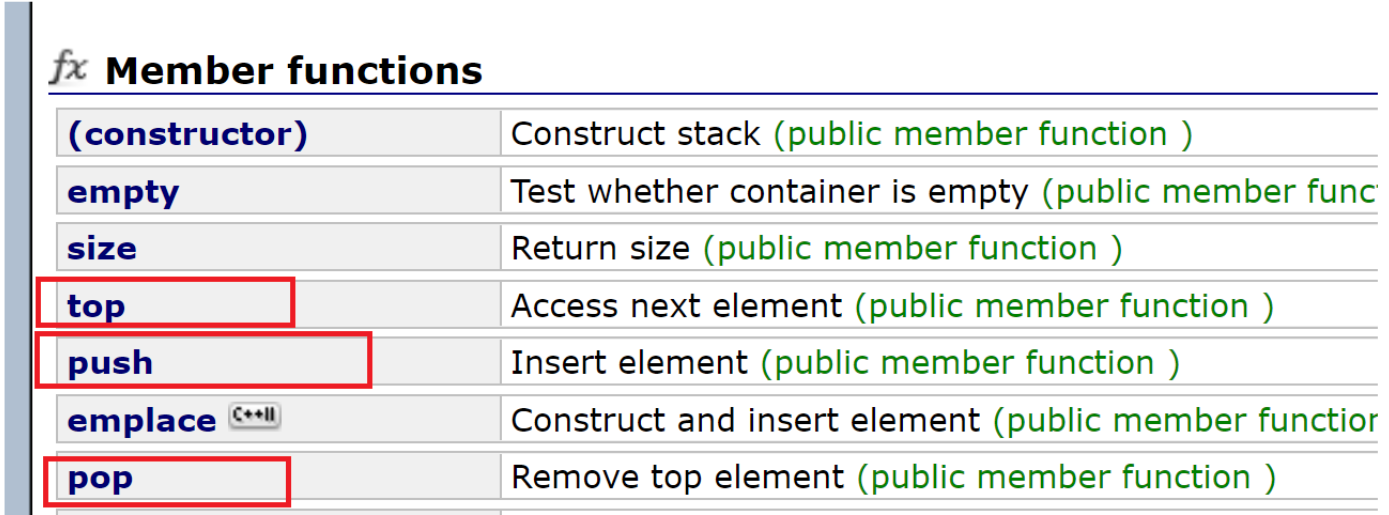 fx Member functions
(constructor) Construct stack (public member function )
empty Test whether container is empty (public member func
size Return size (public member function )
top Access next element (public member function )
push Insert element (public member function )
emplace C++11 Construct and insert element (public member function
pop Remove top element (public member function )